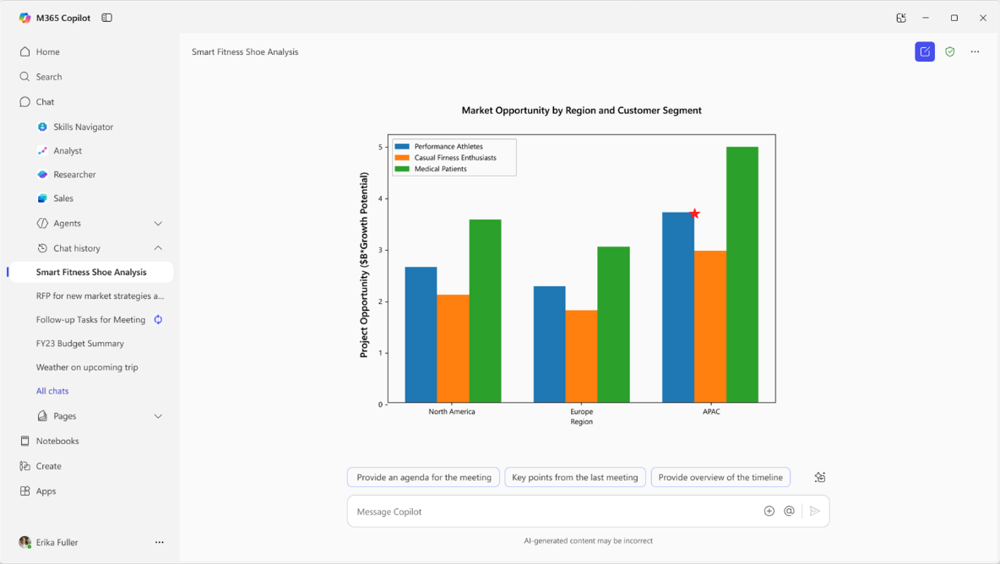 M365 Copilot
Home
Search
Chat
Skills Navigator
Analyst
Researcher
Sales
Agents
Chat history
Smart Fitness Shoe Analysis
RFP for new market strategies a...
Follow-up Tasks for Meeting
FY23 Budget Summary
Weather on upcoming trip
All chats
Pages
Notebooks
Create
Apps
Erika Fuller
Smart Fitness Shoe Analysis
Market Opportunity by Region and Customer Segment
Performance Athletes
Casual Firness Enthusiasts
Medical Patients
Project Opportunity ($B*Growth Potential)
5
4
3
2
1
0
North America
Europe
APAC
Region
Provide an agenda for the meeting
Key points from the last meeting
Provide overview of the timeline
Message Copilot
AI-generated content may be incorrect